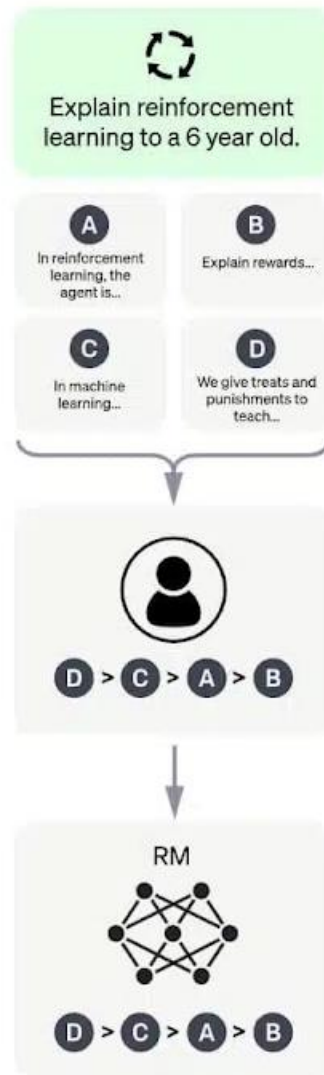 Explain reinforcement
learning to a 6 year old.
A
In reinforcement
learning, the
agent is...
B
Explain rewards...
C
In machine
learning...
D
We give treats and
punishments to
teach...
D > C > A > B
RM
D > C > A > B